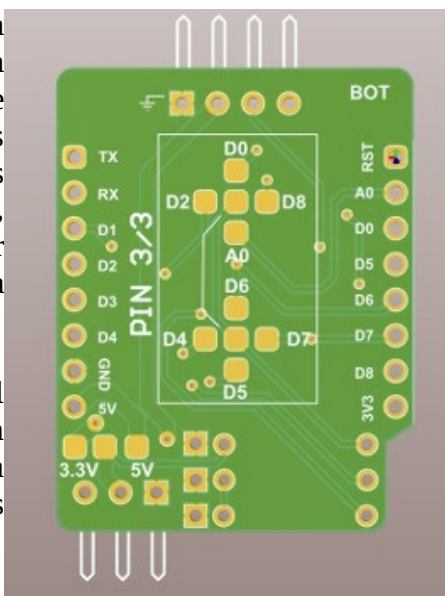 BOT
TX
RX
D1
D2
D3
D4
GND
5V
PIN 3/3
D0
D2
D8
A0
D6
D4
D7
D5
RST
A0
D0
D5
D6
D7
D8
3V3
3.3V
5V